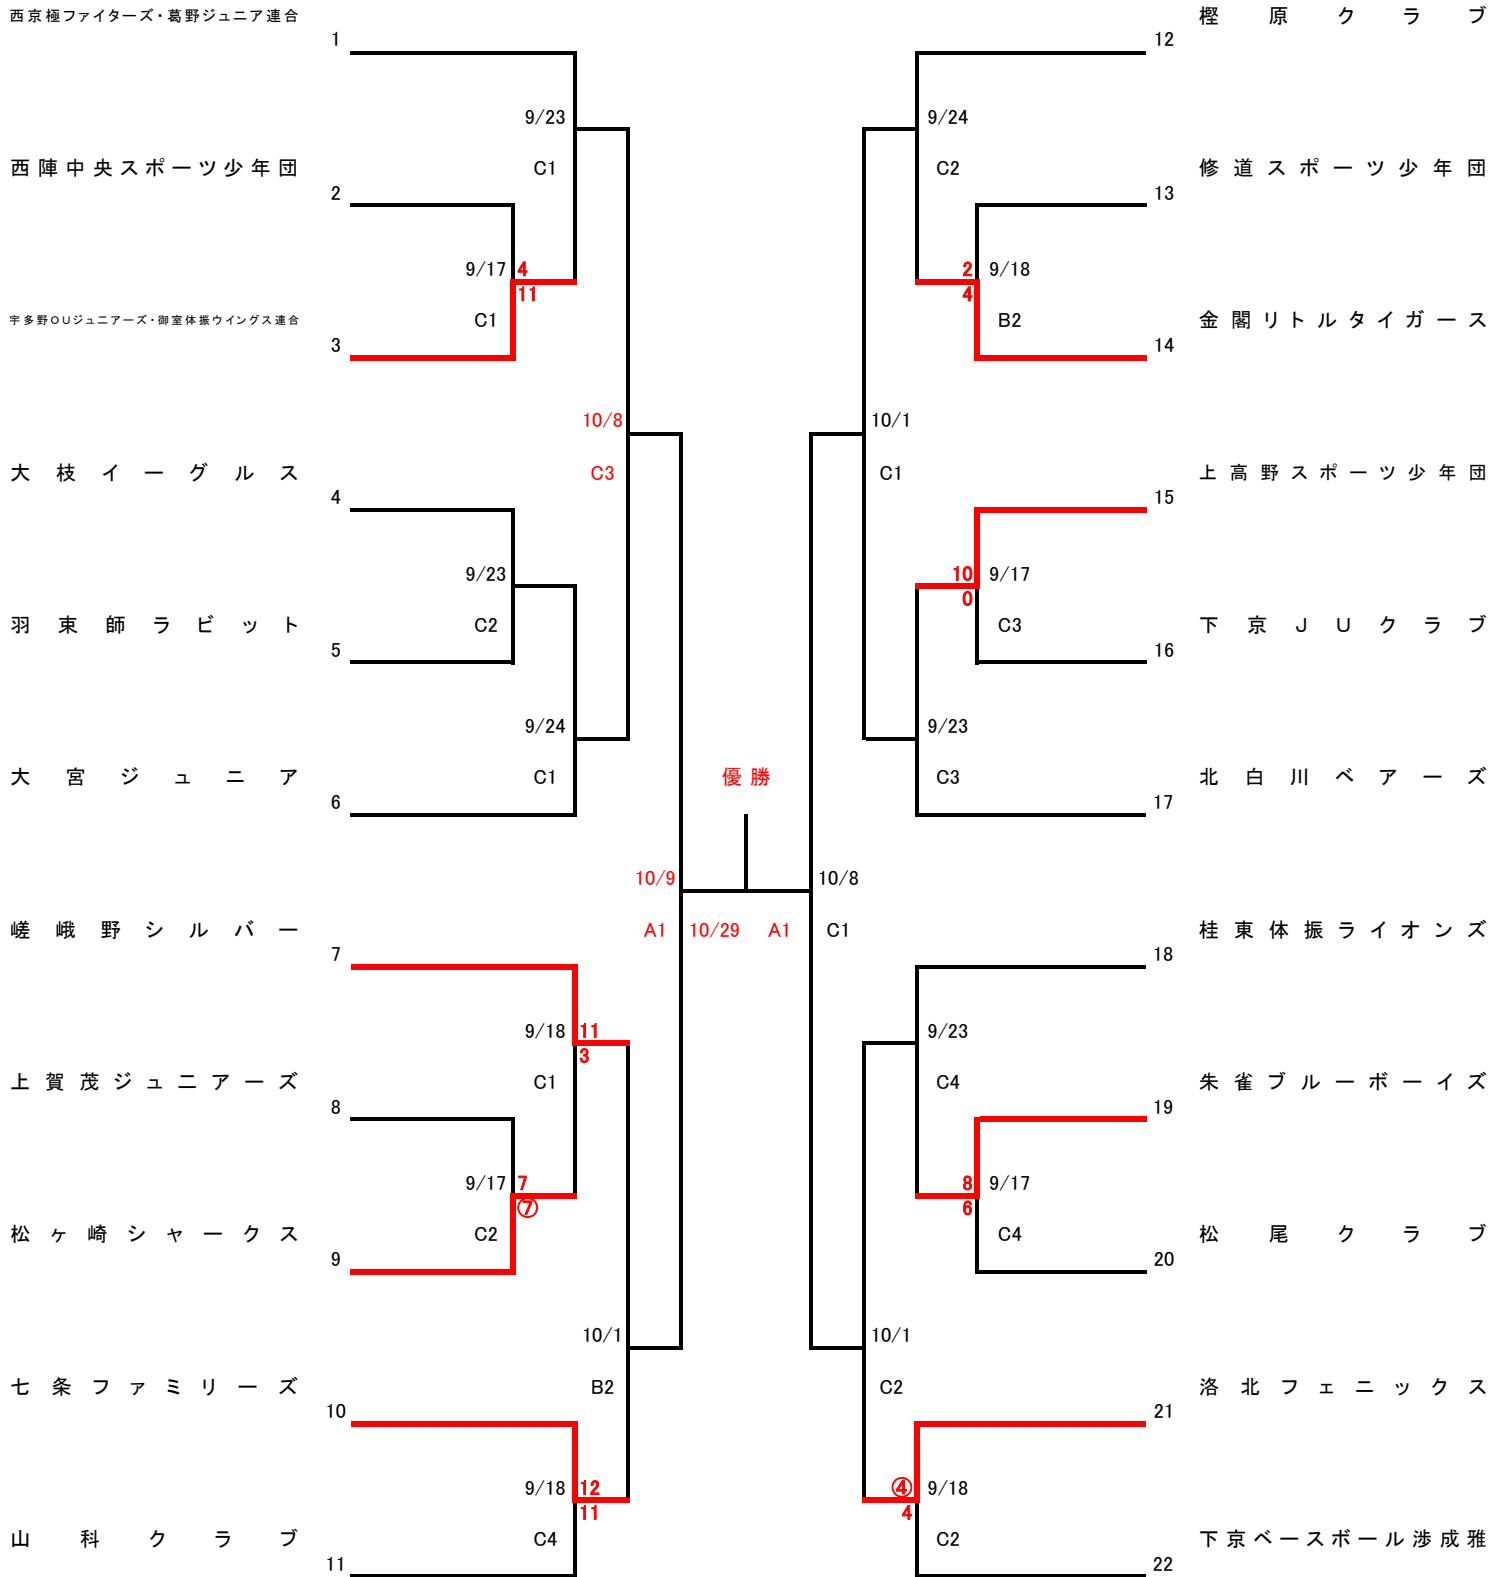 西京極ファイターズ・葛野ジュニア連合
1
9/23
西陣中央スポーツ少年団
C1
2
9/17
4
11
宇多野OUジュニアーズ・御室体振ウイングス連合
C1
3
10/8
大枝イーグルス
C3
4
9/23
羽束師ラビット
C2
5
9/24
大宮ジュニア
C1
6
優勝
10/9
嵯峨野シルバー
A1
10/29
A1
7
9/18
11
3
上賀茂ジュニアーズ
C1
8
9/17
7
⑦
松ヶ崎シャークス
C2
9
10/1
七条ファミリーズ
B2
10
9/18
12
11
山科クラブ
C4
11
樫原クラブ
12
9/24
C2
修道スポーツ少年団
13
2
9/18
4
B2
金閣リトルタイガース
14
10/1
C1
上高野スポーツ少年団
15
10
9/17
0
C3
下京JUクラブ
16
9/23
C3
北白川ベアーズ
17
10/8
C1
桂東体振ライオンズ
18
9/23
C4
朱雀ブルーボーイズ
19
8
9/17
6
C4
松尾クラブ
20
10/1
C2
洛北フェニックス
21
④
9/18
4
C2
下京ベースボール渉成雅
22